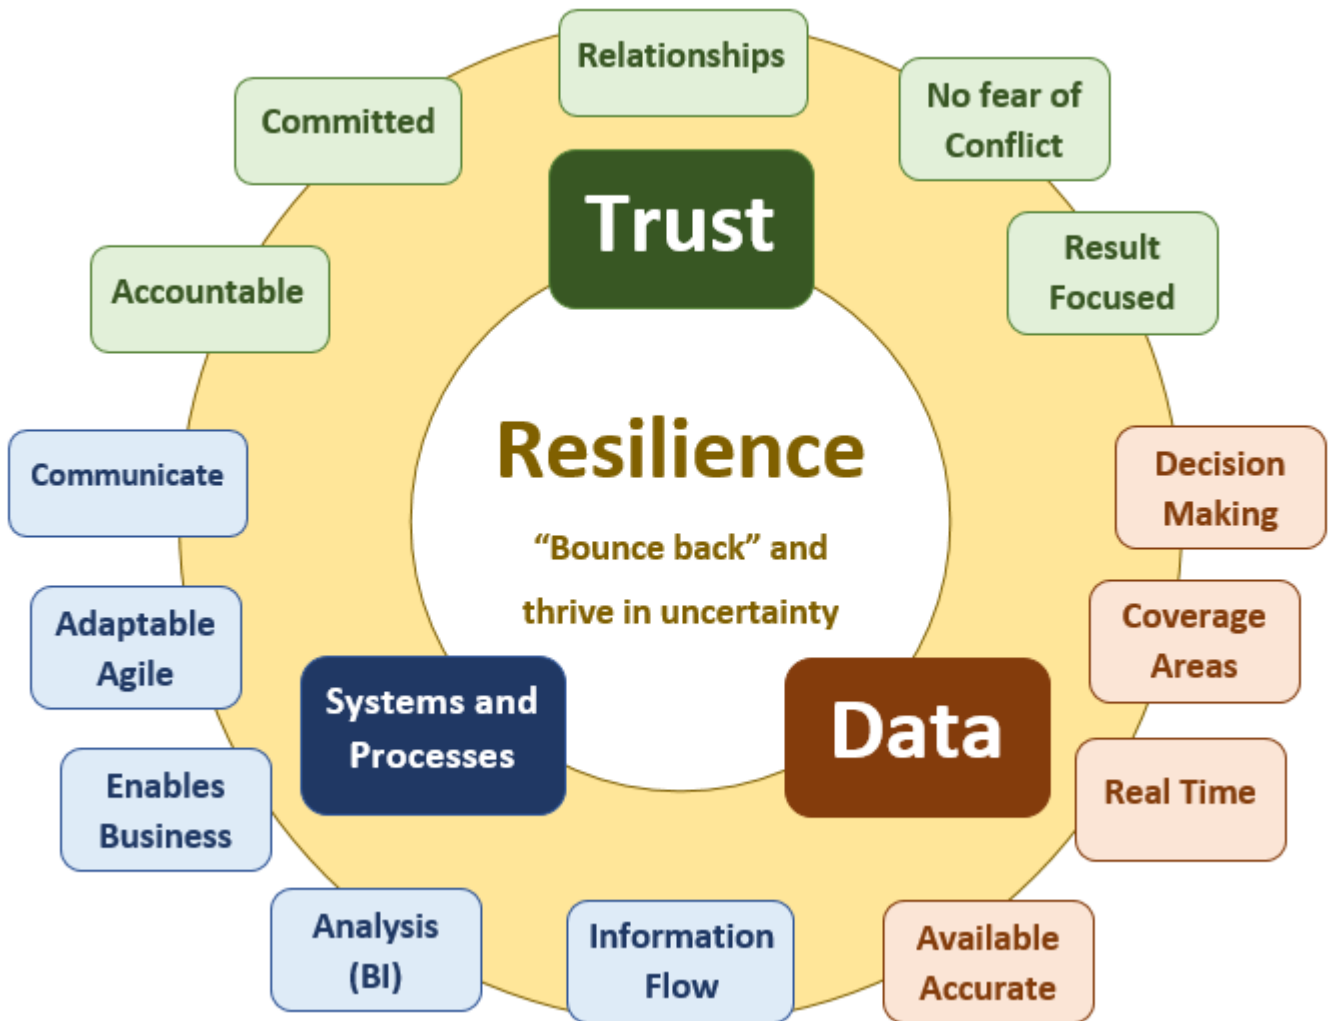 Relationships
Committed
No fear of
Conflict
Trust
Result
Focused
Accountable
Resilience
“Bounce back” and
thrive in uncertainty
Communicate
Decision
Making
Adaptable
Agile
Coverage
Areas
Systems and
Processes
Data
Enables
Business
Real Time
Analysis
(BI)
Information
Flow
Available
Accurate